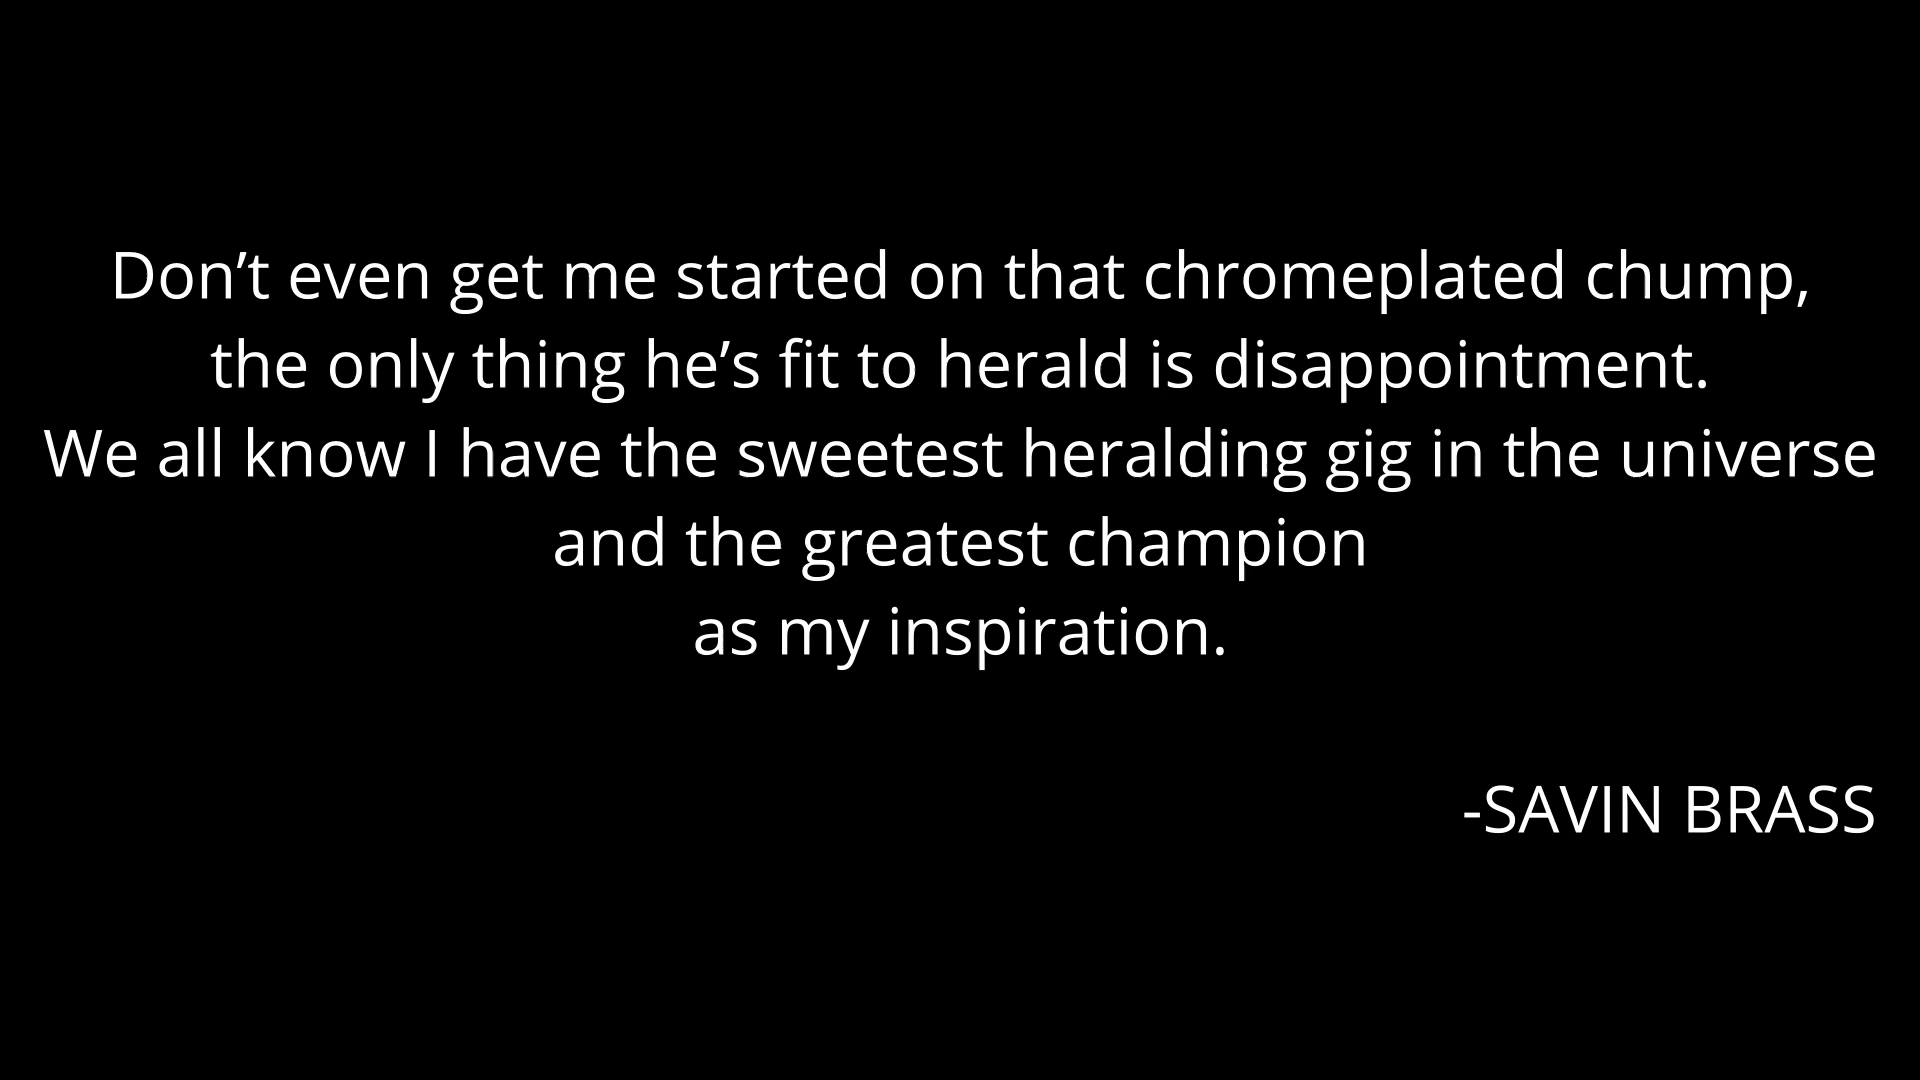 Don’t even get me started on that chromeplated chump,
the only thing he’s fit to herald is disappointment.
We all know I have the sweetest heralding gig in the universe
and the greatest champion
as my inspiration.
-SAVIN BRASS